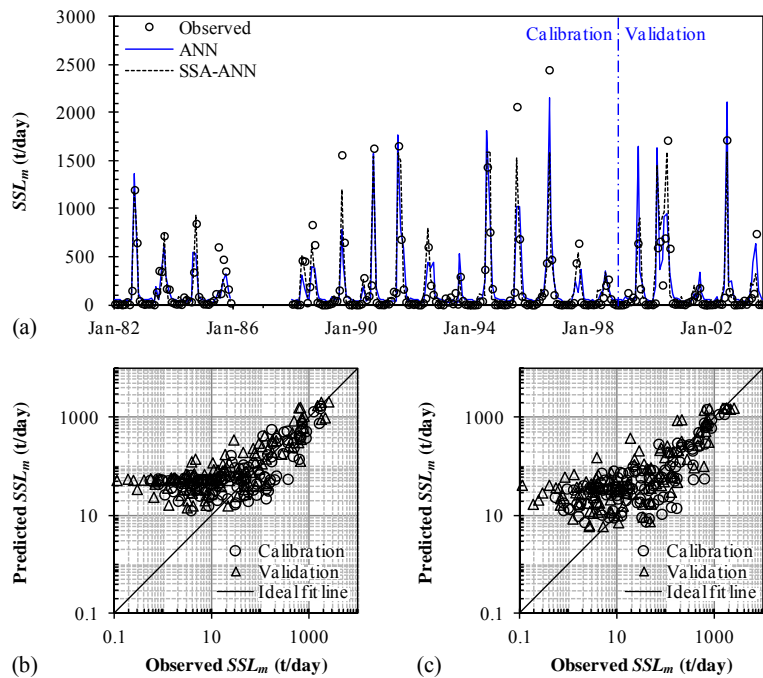 3000
2500
2000
1500
1000
500
0
SSLm (t/day)
Observed
ANN
SSA-ANN
Calibration
Validation
(a)
Jan-82
Jan-86
Jan-90
Jan-94
Jan-98
Jan-02
1000
10
10
0.1
Predicted SSLm (t/day)
Calibration
Validation
Ideal fit line
0.1
10
1000
(b)
Observed SSLm (t/day)
1000
10
10
0.1
Predicted SSLm (t/day)
Calibration
Validation
Ideal fit line
0.1
10
1000
(c)
Observed SSLm (t/day)